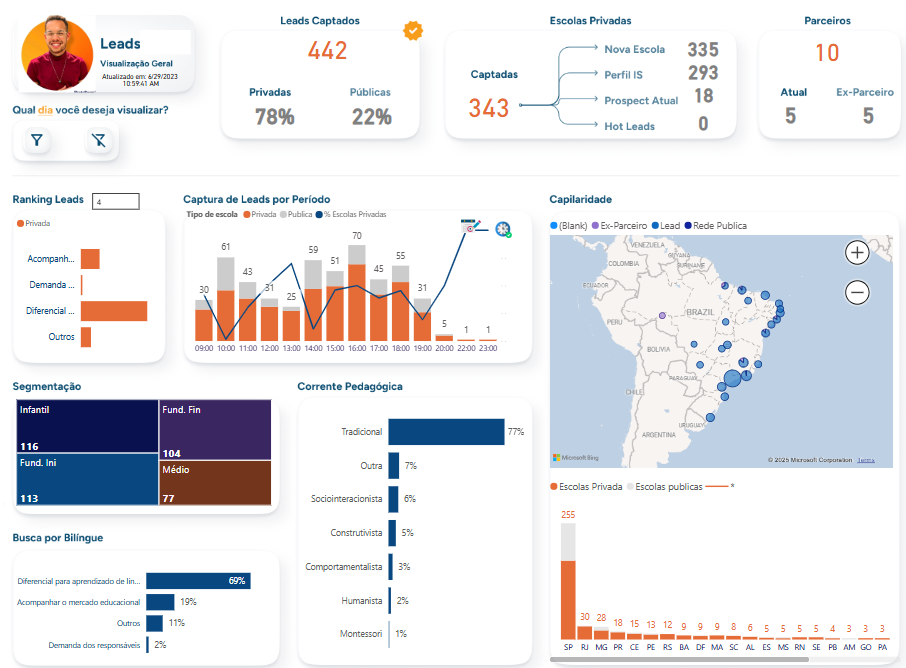 Leads
Visualização Geral
Atualizado em: 6/29/2023
10:59:41 AM
Qual dia você deseja visualizar?
Leads Captados
442
Privadas
Públicas
78%
22%
Escolas Privadas
Captadas
343
Nova Escola 335
Perfil IS 293
Prospect Atual 18
Hot Leads 0
Parceiros
10
Atual
Ex-Parceiro
5
5
Ranking Leads
4
Privada
Acompanh...
Demanda ...
Diferencial ...
Outros
Captura de Leads por Período
Tipo de escola Privada Publica % Escolas Privadas
30 61 43 31 25 59 51 70 45 55 31 5 1 1
09:00 10:00 11:00 12:00 13:00 14:00 15:00 16:00 17:00 18:00 19:00 20:00 22:00 23:00
Capilaridade
(Blank) Ex-Parceiro Lead Rede Publica
VENEZUELA
GUYANA
SURINAME
COLOMBIA
ECUADOR
PERU
BRAZIL
BOLIVIA
PARAGUAY
CHILE
URUGUAY
ARGENTINA
Microsoft Bing
© 2025 Microsoft Corporation Terms
Segmentação
Infantil
116
Fund. Fin
104
Fund. Ini
113
Médio
77
Corrente Pedagógica
Tradicional 77%
Outra 7%
Sociointeracionista 6%
Construtivista 5%
Comportamentalista 3%
Humanista 2%
Montessori 1%
Busca por Bilíngue
Diferencial para aprendizado de lin... 69%
Acompanhar o mercado educacional 19%
Outros 11%
Demanda dos responsáveis 2%
Escolas Privada Escolas publicas
255 30 28 18 15 13 12 9 9 9 8 6 5 5 5 5 4 3 3 3
SP RJ MG PR CE PE RS BA DF MA SC AL ES MS RN SE PB AM GO PA